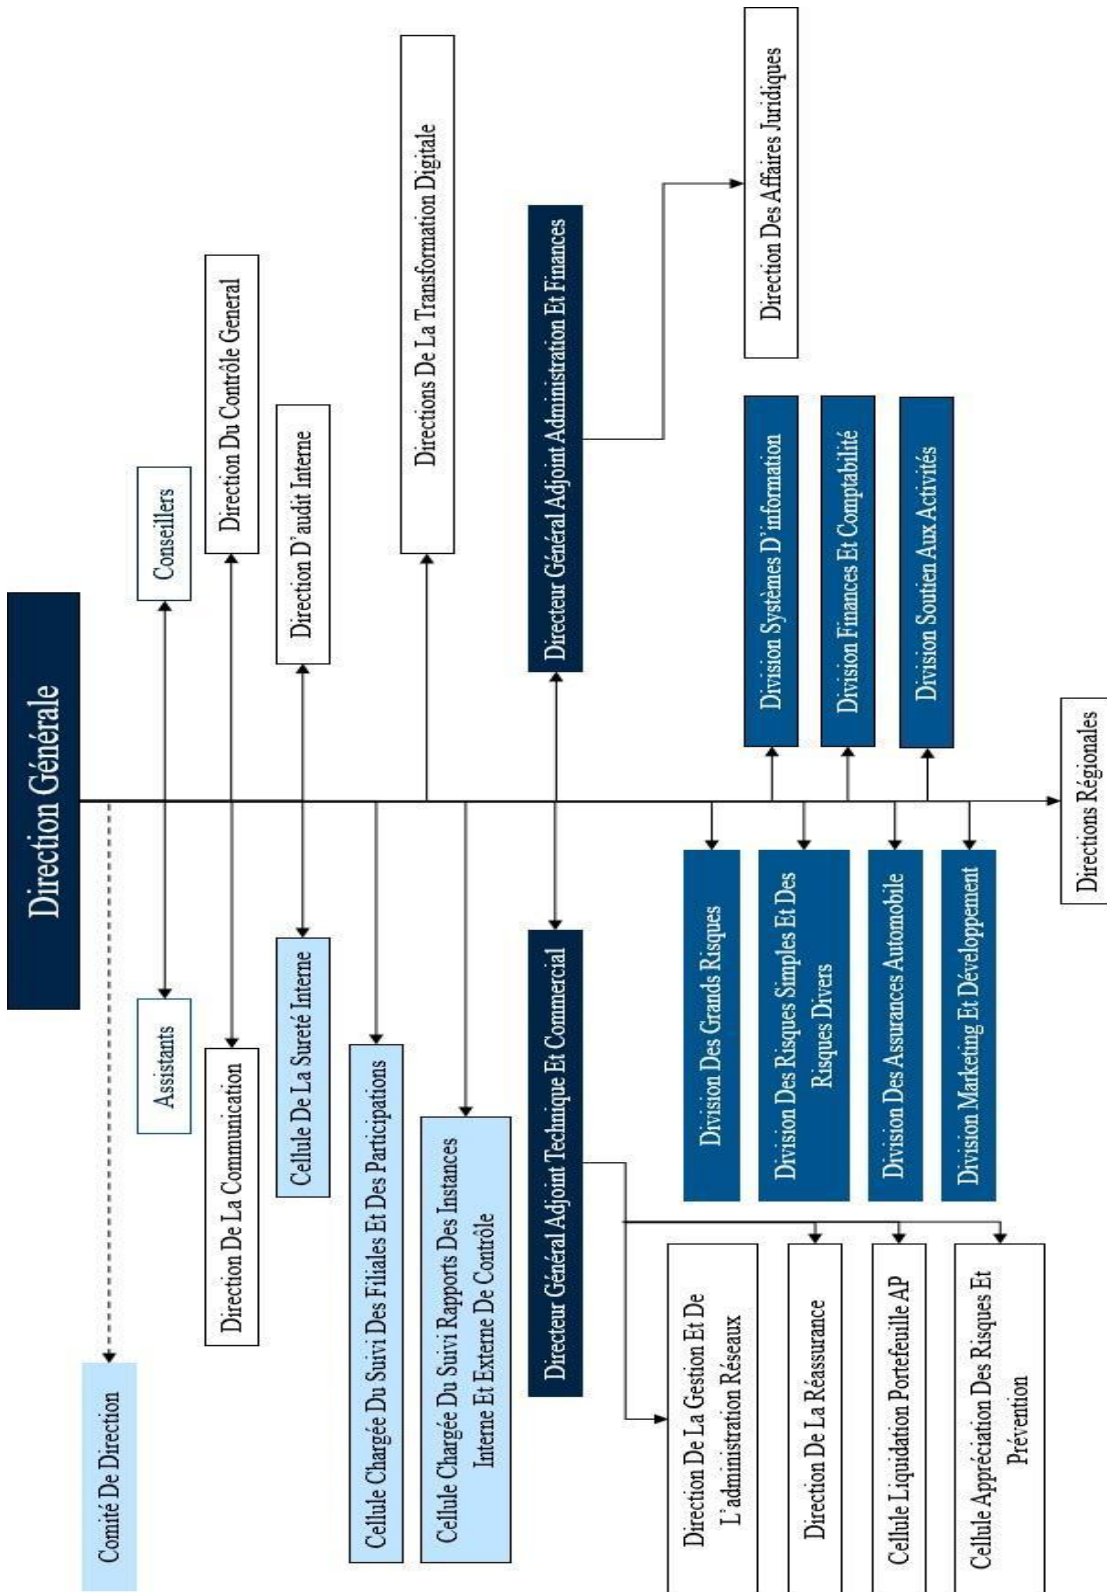 Direction Générale
Comité De Direction
Assistants
Conseillers
Direction De La Communication
Direction Du Contrôle General
Cellule De La Sureté Interne
Direction D'audit Interne
Cellule Chargée Du Suivi Des Filiales Et Des Participations
Directions De La Transformation Digitale
Cellule Chargée Du Suivi Rapports Des Instances
Interne Et Externe De Contrôle
Directeur Général Adjoint Technique Et Commercial
Directeur Général Adjoint Administration Et Finances
Direction De La Gestion Et De
L'administration Réseaux
Direction De La Réassurance
Cellule Liquidation Portefeuille AP
Cellule Appréciation Des Risques Et
Prévention
Division Des Grands Risques
Division Des Risques Simples Et Des
Risques Divers
Division Des Assurances Automobile
Division Marketing Et Développement
Division Systèmes D'information
Division Finances Et Comptabilité
Division Soutien Aux Activités
Direction Des Affaires Juridiques
Directions Régionales